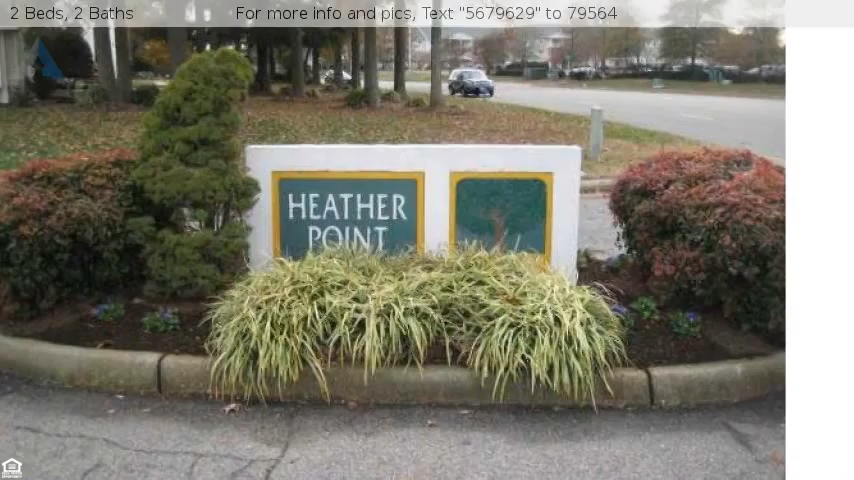 2 Beds, 2 Baths For more info and pics, Text "5679629" to 79564
HEATHER
POINT